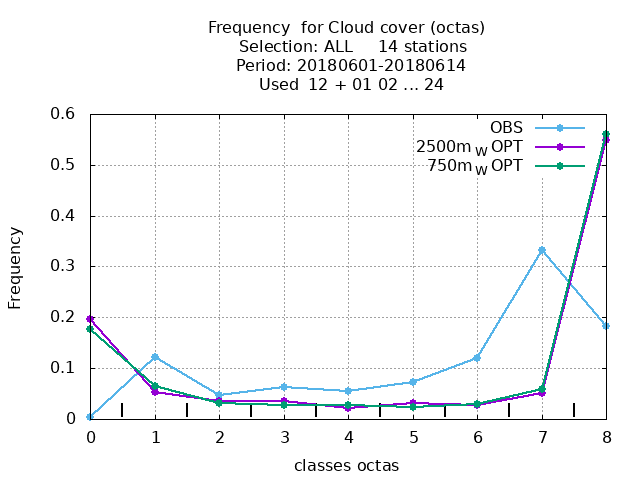 Frequency  for Cloud cover (octas)
Selection: ALL     14 stations
Period: 20180601-20180614
Used  12 + 01 02 ... 24
OBS
2500m W OPT
750m W OPT
0.6
0.5
0.4
0.3
0.2
0.1
0
Frequency
0 1 2 3 4 5 6 7 8
classes octas